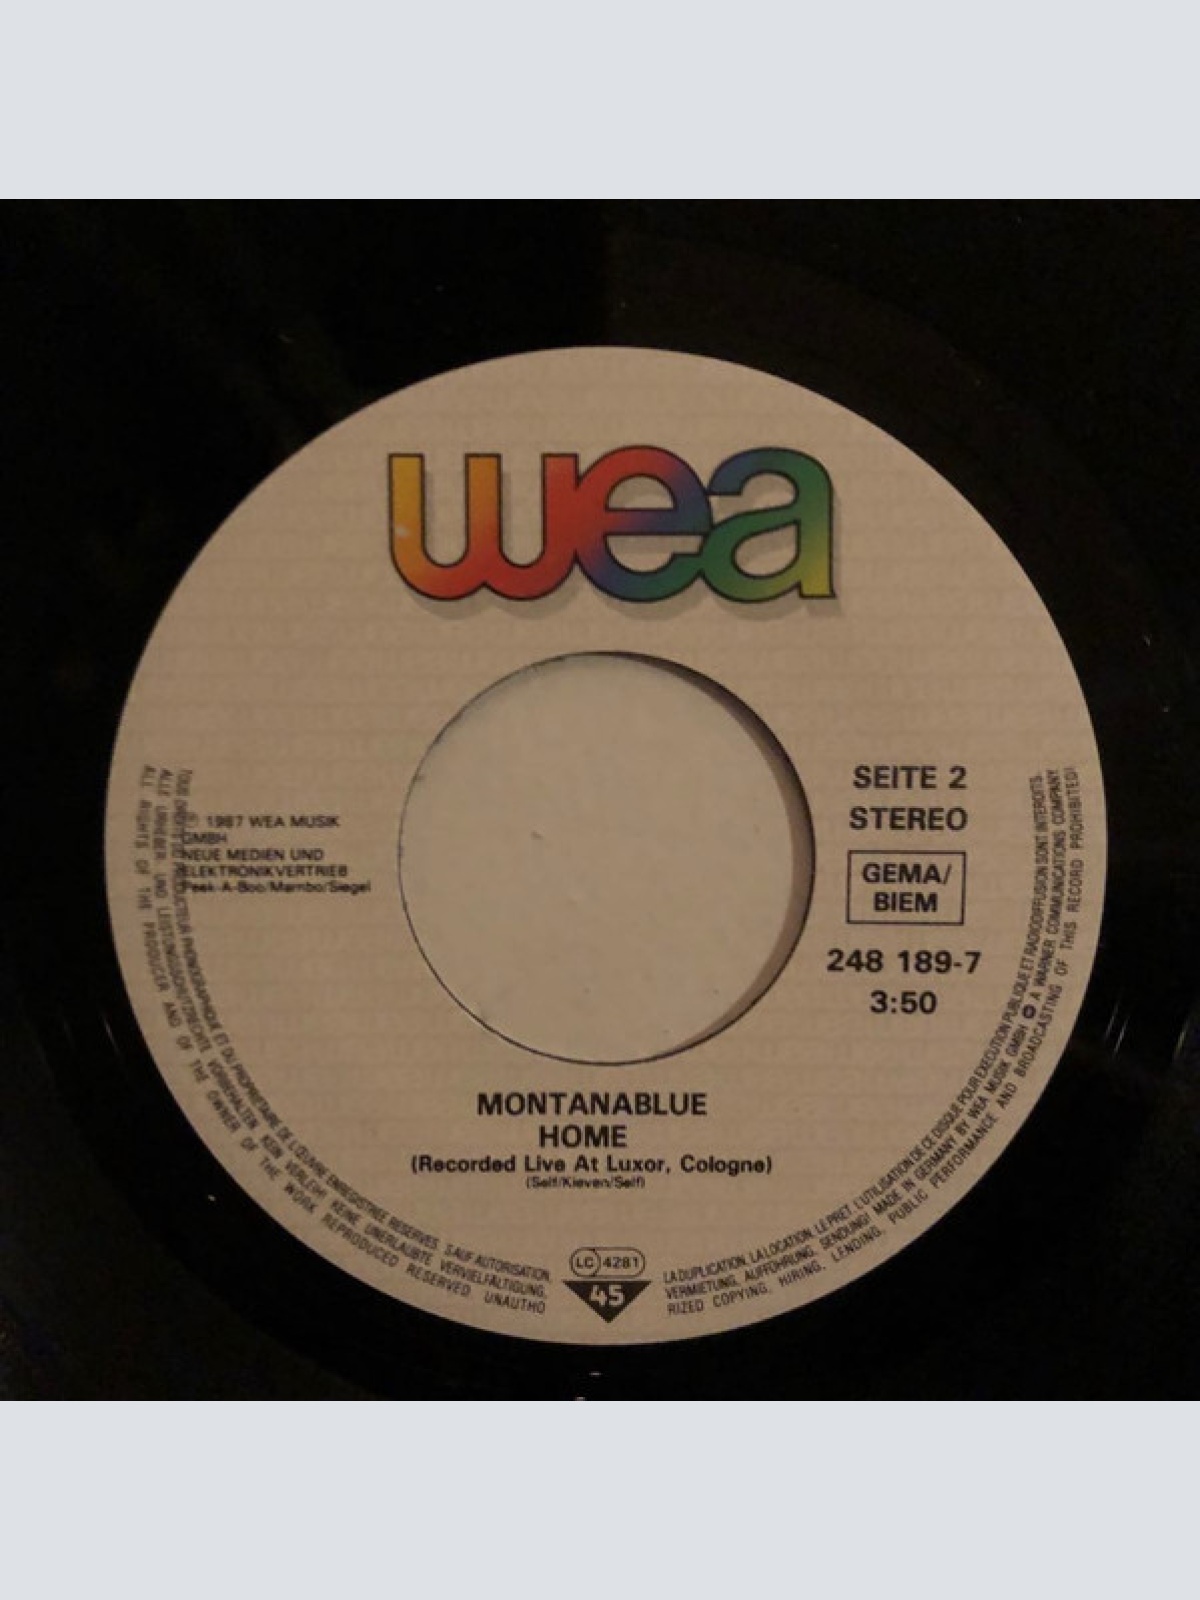 wea
℗ 1987 WEA MUSIK
GMBH
NEUE MEDIEN UND
ELEKTRONIKVERTRIEB
Peek-A-Boo/Mambo/Siegel
SEITE 2
STEREO
GEMA/
BIEM
248 189-7
3:50
MONTANABLUE
HOME
(Recorded Live At Luxor, Cologne)
(Self/Kieven/Self)
LC 4281
45
TOUS DROITS DU PRODUCTEUR PHONOGRAPHIQUE ET DU PROPRIETAIRE DE L'ŒUVRE ENREGISTREE RESERVES. SAUF AUTORISATION,
LA DUPLICATION, LA LOCATION, LE PRET, L'UTILISATION DE CE DISQUE POUR EXECUTION PUBLIQUE ET RADIODIFFUSION SONT INTERDITS.
ALLE URHEBER- UND LEISTUNGSSCHUTZRECHTE VORBEHALTEN. KEIN VERLEIH! KEINE UNERLAUBTE VERVIELFÄLTIGUNG,
VERMIETUNG, AUFFÜHRUNG, SENDUNG! MADE IN GERMANY BY WEA MUSIK GMBH A WARNER COMMUNICATIONS COMPANY.
ALL RIGHTS OF THE PRODUCER AND OF THE OWNER OF THE WORK REPRODUCED RESERVED. UNAUTHO
RIZED COPYING, HIRING, LENDING, PUBLIC PERFORMANCE AND BROADCASTING OF THIS RECORD PROHIBITED!